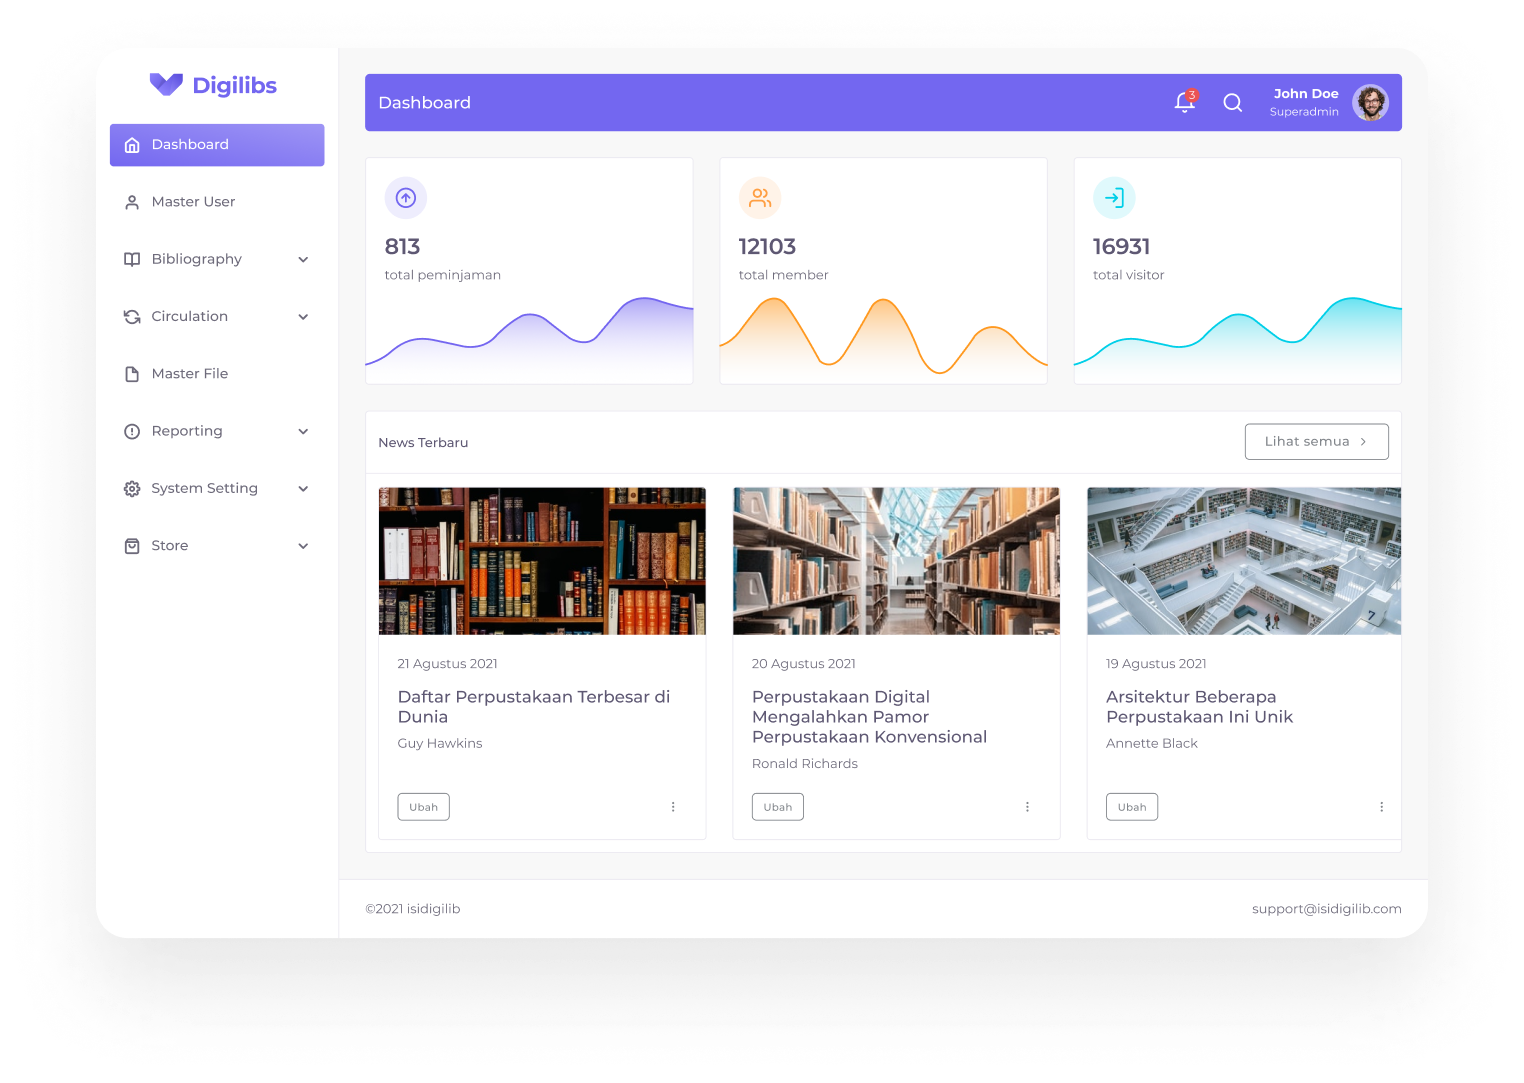 Digilibs
Dashboard
Master User
Bibliography
Circulation
Master File
Reporting
System Setting
Store
Dashboard
3
John Doe
Superadmin
813
total peminjaman
12103
total member
16931
total visitor
News Terbaru
Lihat semua
7
21 Agustus 2021
Daftar Perpustakaan Terbesar di
Dunia
Guy Hawkins
Ubah
20 Agustus 2021
Perpustakaan Digital
Mengalahkan Pamor
Perpustakaan Konvensional
Ronald Richards
Ubah
19 Agustus 2021
Arsitektur Beberapa
Perpustakaan Ini Unik
Annette Black
Ubah
©2021 isidigilib
support@isidigilib.com